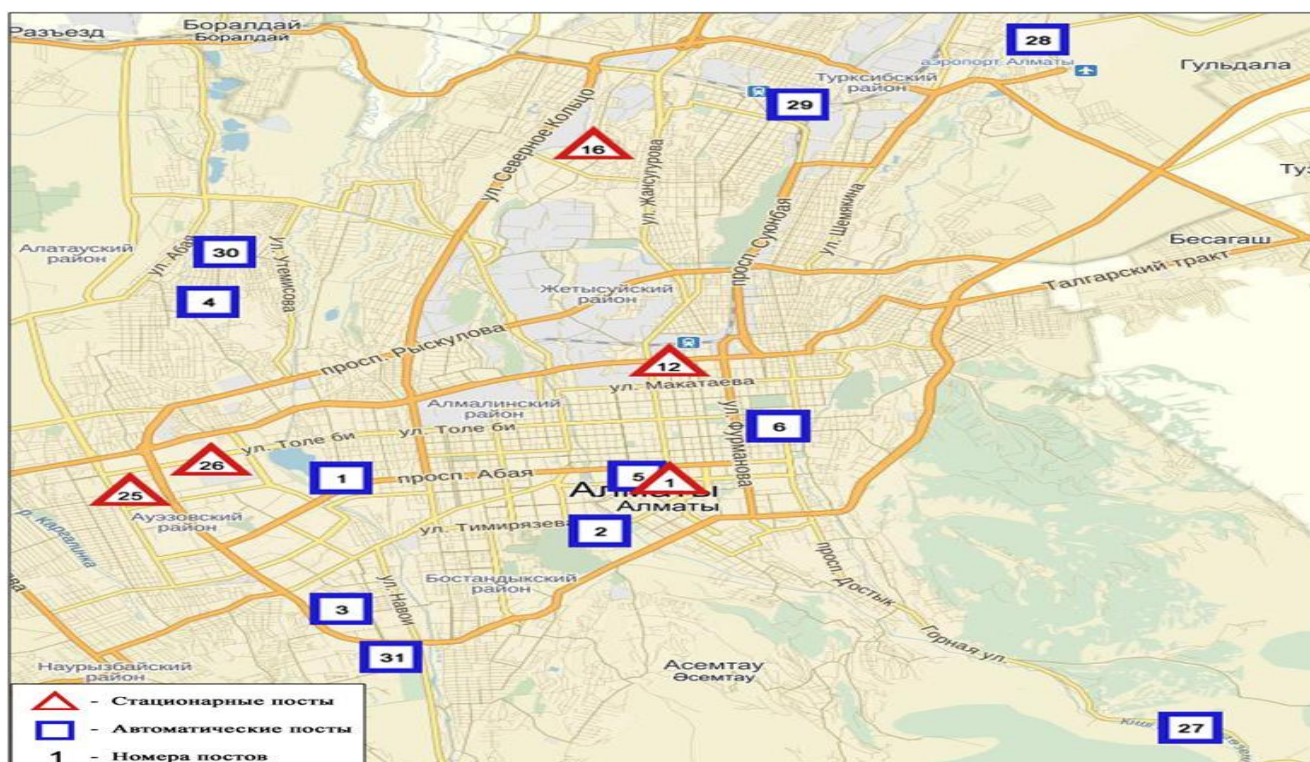 Разъезд
Боралдай
Боралдай
28
аэропорт Алматы
Гульдала
Турксибский
район
29
ул. Северное Кольцо
16
ул. Жансугурова
просп. Суюнбая
ул. Шемякина
Алатауский
район
ул. Абая
30
ул. Утемисова
4
Бесагаш
Талгарский тракт
Жетысуйский
район
просп. Рыскулова
12
ул. Макатаева
Алмалинский
район
ул. Толе би
ул. Толе би
ул. Фурманова
6
26
25
1
просп. Абая
5
1
Алматы
Алматы
Ауэзовский
район
р. Каргалинка
ул. Тимирязева
2
просп. Достык
Бостандыкский
район
ул. Навои
3
31
Горная ул.
Асемтау
Әсемтау
Наурызбайский
район
27
- Стационарные посты
- Автоматические посты
1 - Номера постов